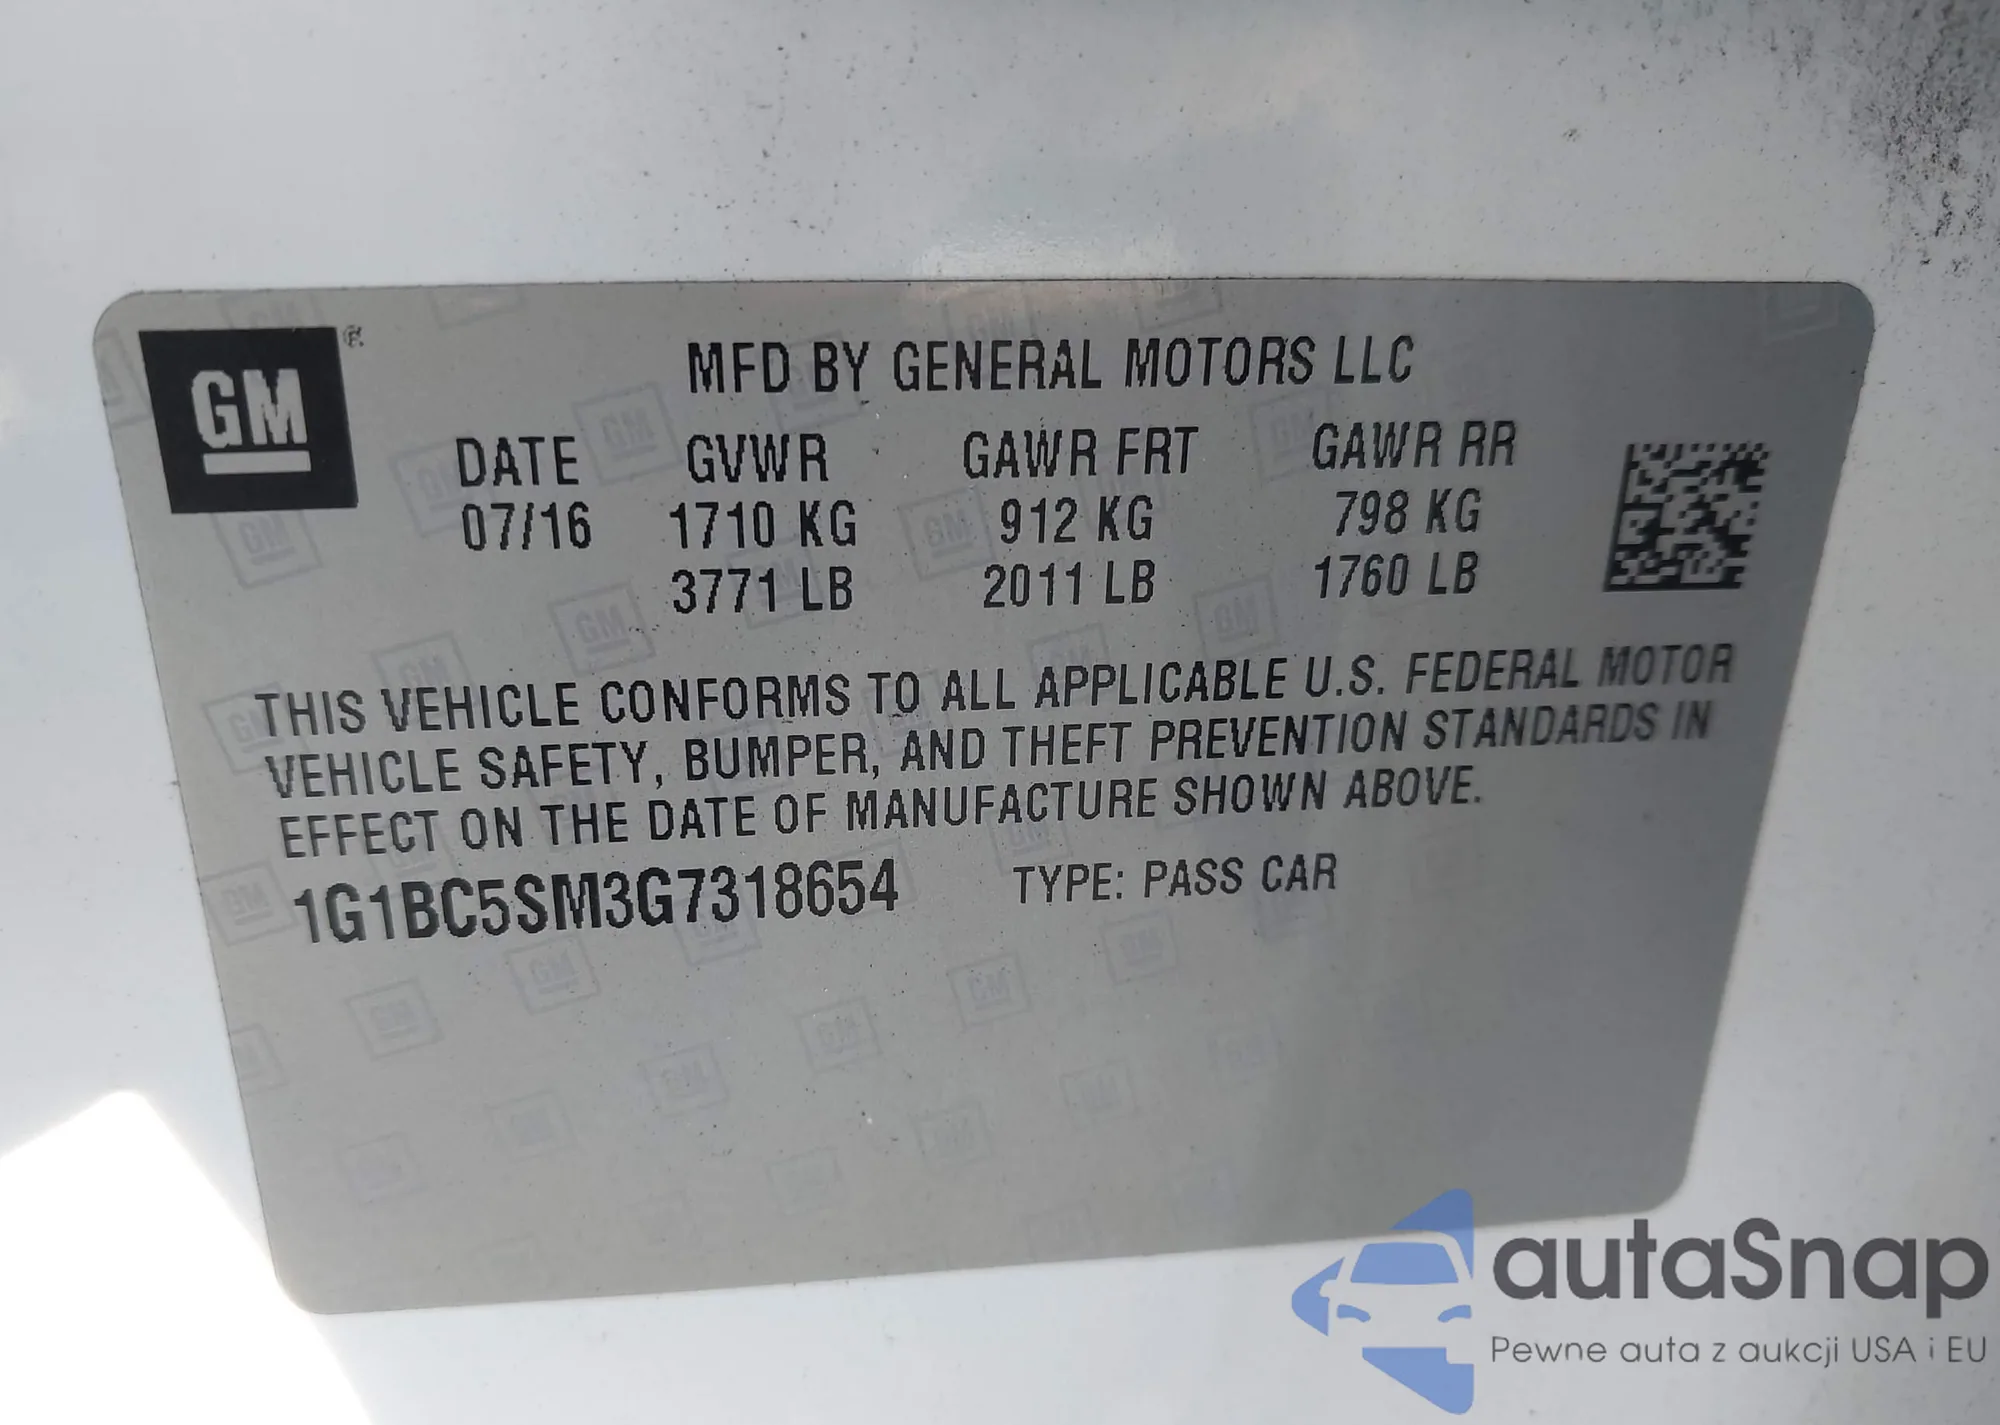 GM®
MFD BY GENERAL MOTORS LLC
DATE GVWR GAWR FRT GAWR RR
07/16 1710 KG 912 KG 798 KG
3771 LB 2011 LB 1760 LB
THIS VEHICLE CONFORMS TO ALL APPLICABLE U.S. FEDERAL MOTOR
VEHICLE SAFETY, BUMPER, AND THEFT PREVENTION STANDARDS IN
EFFECT ON THE DATE OF MANUFACTURE SHOWN ABOVE.
1G1BC5SM3G7318654 TYPE: PASS CAR
autaSnap
Pewne auta z aukcji USA i EU